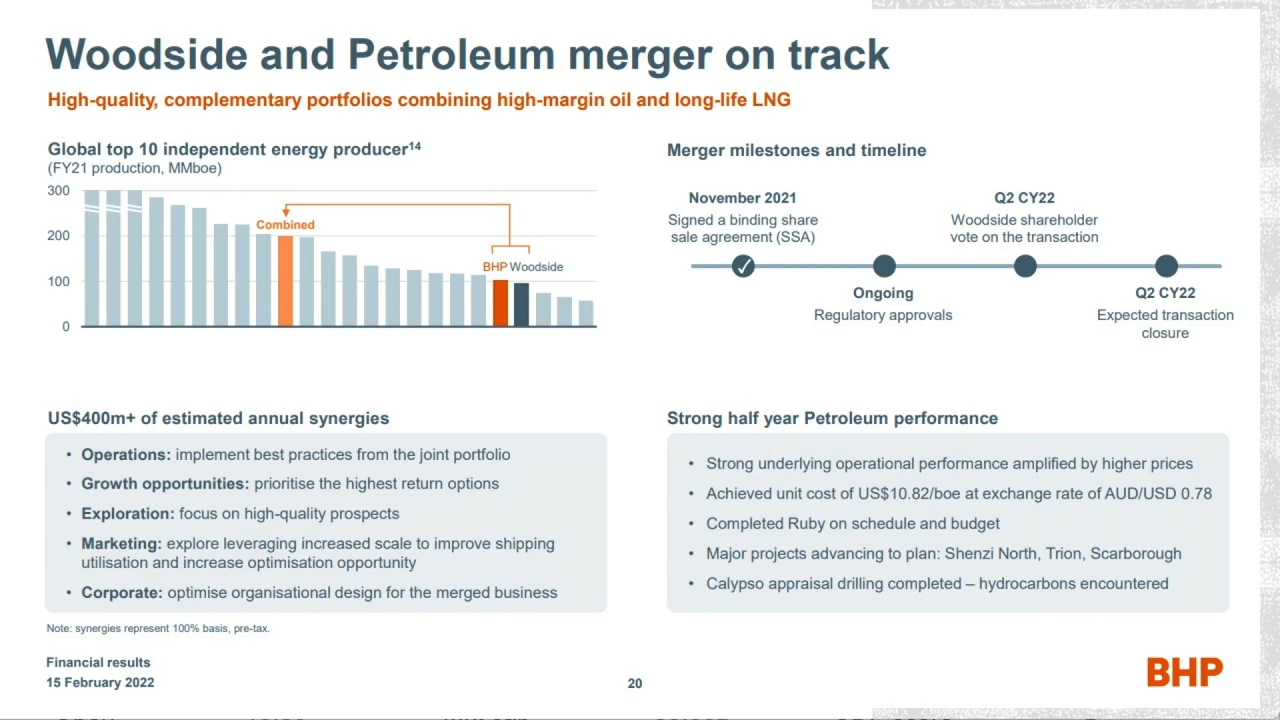 Woodside and Petroleum merger on track
High-quality, complementary portfolios combining high-margin oil and long-life LNG
Global top 10 independent energy producer14
(FY21 production, MMboe)
300
200
100
0
Combined
BHP Woodside
Merger milestones and timeline
November 2021
Signed a binding share
sale agreement (SSA)
Ongoing
Regulatory approvals
Q2 CY22
Woodside shareholder
vote on the transaction
Q2 CY22
Expected transaction
closure
US$400m+ of estimated annual synergies
• Operations: implement best practices from the joint portfolio
• Growth opportunities: prioritise the highest return options
• Exploration: focus on high-quality prospects
• Marketing: explore leveraging increased scale to improve shipping
utilisation and increase optimisation opportunity
• Corporate: optimise organisational design for the merged business
Note: synergies represent 100% basis, pre-tax.
Strong half year Petroleum performance
• Strong underlying operational performance amplified by higher prices
• Achieved unit cost of US$10.82/boe at exchange rate of AUD/USD 0.78
• Completed Ruby on schedule and budget
• Major projects advancing to plan: Shenzi North, Trion, Scarborough
• Calypso appraisal drilling completed – hydrocarbons encountered
Financial results
15 February 2022
20
BHP